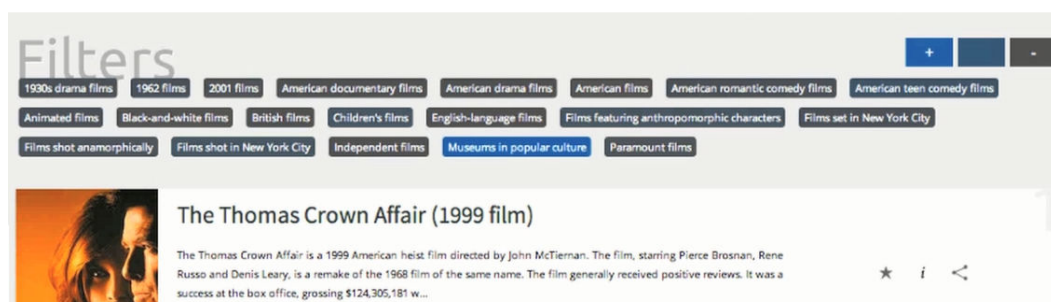 Filters
+ -
1930s drama films 1962 films 2001 films American documentary films American drama films American films American romantic comedy films American teen comedy films
Animated films Black-and-white films British films Children's films English-language films Films featuring anthropomorphic characters Films set in New York City
Films shot anamorphically Films shot in New York City Independent films Museums in popular culture Paramount films
The Thomas Crown Affair (1999 film)
The Thomas Crown Affair is a 1999 American heist film directed by John McTiernan. The film, starring Pierce Brosnan, Rene
Russo and Denis Leary, is a remake of the 1968 film of the same name. The film generally received positive reviews. It was a
success at the box office, grossing $124,305,181 w...